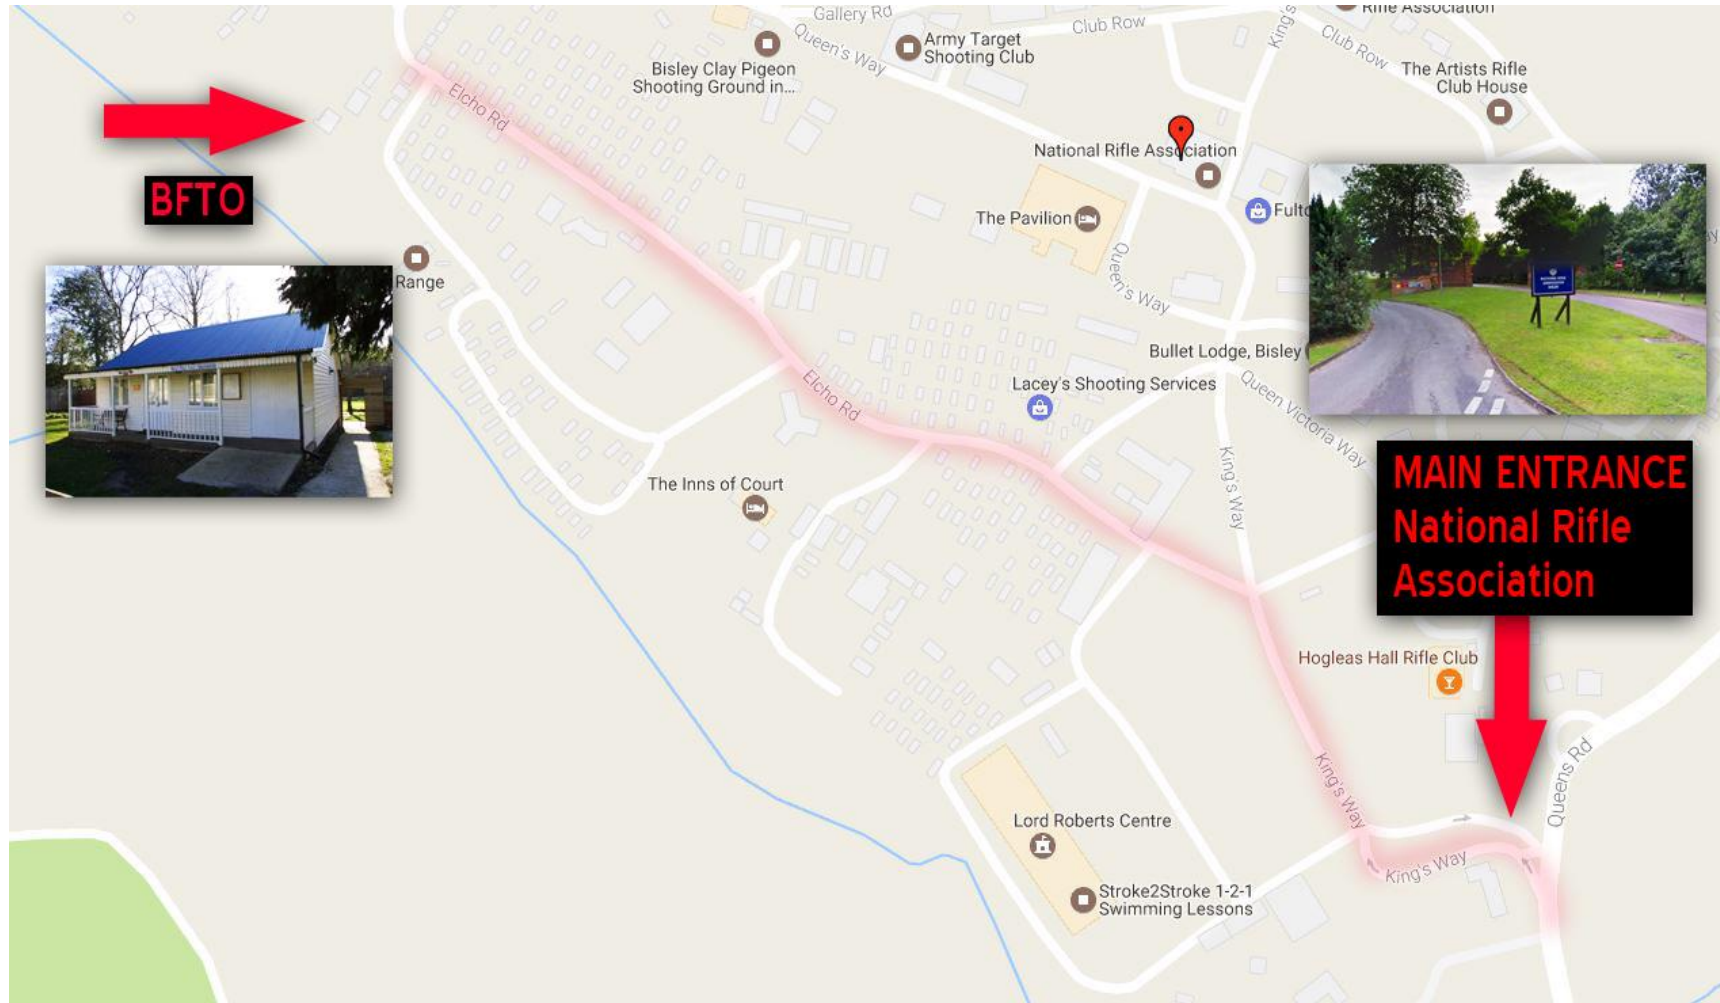 Gallery Rd
Club Row
King's
Rifle Association
Queen's Way
Army Target
Shooting Club
Club Row
Bisley Clay Pigeon
Shooting Ground in...
The Artists Rifle
Club House
Elcho Rd
BFTO
National Rifle Association
The Pavilion
Queen's Way
Range
NATIONAL RIFLE
ASSOCIATION
Bullet Lodge, Bisley
Lacey's Shooting Services
Queen Victoria Way
Elcho Rd
King's Way
The Inns of Court
MAIN ENTRANCE
National Rifle
Association
Hogleas Hall Rifle Club
Queens Rd
King's Way
Lord Roberts Centre
King's Way
Stroke2Stroke 1-2-1
Swimming Lessons